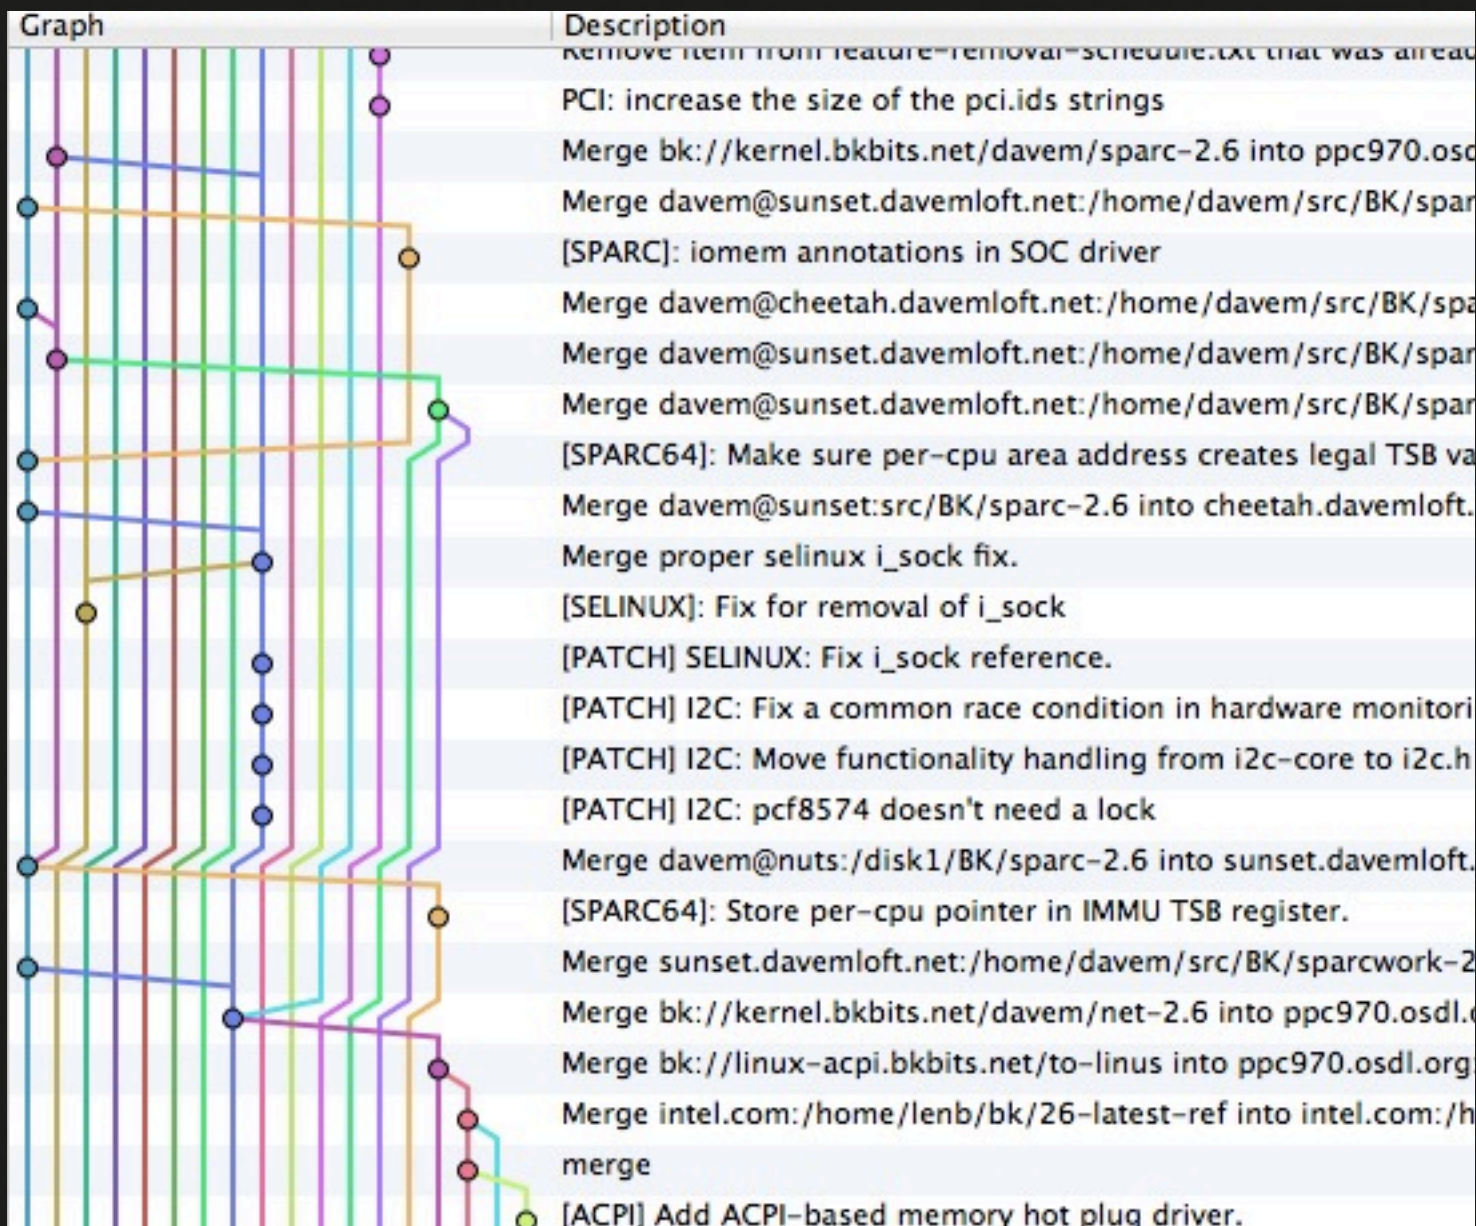 Graph
Description
Remove item from feature-removal-schedule.txt that was alread
PCI: increase the size of the pci.ids strings
Merge bk://kernel.bkbits.net/davem/sparc-2.6 into ppc970.osd
Merge davem@sunset.davemloft.net:/home/davem/src/BK/spar
[SPARC]: iomem annotations in SOC driver
Merge davem@cheetah.davemloft.net:/home/davem/src/BK/spa
Merge davem@sunset.davemloft.net:/home/davem/src/BK/spar
Merge davem@sunset.davemloft.net:/home/davem/src/BK/spar
[SPARC64]: Make sure per-cpu area address creates legal TSB va
Merge davem@sunset:src/BK/sparc-2.6 into cheetah.davemloft.
Merge proper selinux i_sock fix.
[SELINUX]: Fix for removal of i_sock
[PATCH] SELINUX: Fix i_sock reference.
[PATCH] I2C: Fix a common race condition in hardware monitori
[PATCH] I2C: Move functionality handling from i2c-core to i2c.h
[PATCH] I2C: pcf8574 doesn't need a lock
Merge davem@nuts:/disk1/BK/sparc-2.6 into sunset.davemloft.
[SPARC64]: Store per-cpu pointer in IMMU TSB register.
Merge sunset.davemloft.net:/home/davem/src/BK/sparcwork-2
Merge bk://kernel.bkbits.net/davem/net-2.6 into ppc970.osdl.o
Merge bk://linux-acpi.bkbits.net/to-linus into ppc970.osdl.org:
Merge intel.com:/home/lenb/bk/26-latest-ref into intel.com:/h
merge
[ACPI] Add ACPI-based memory hot plug driver.